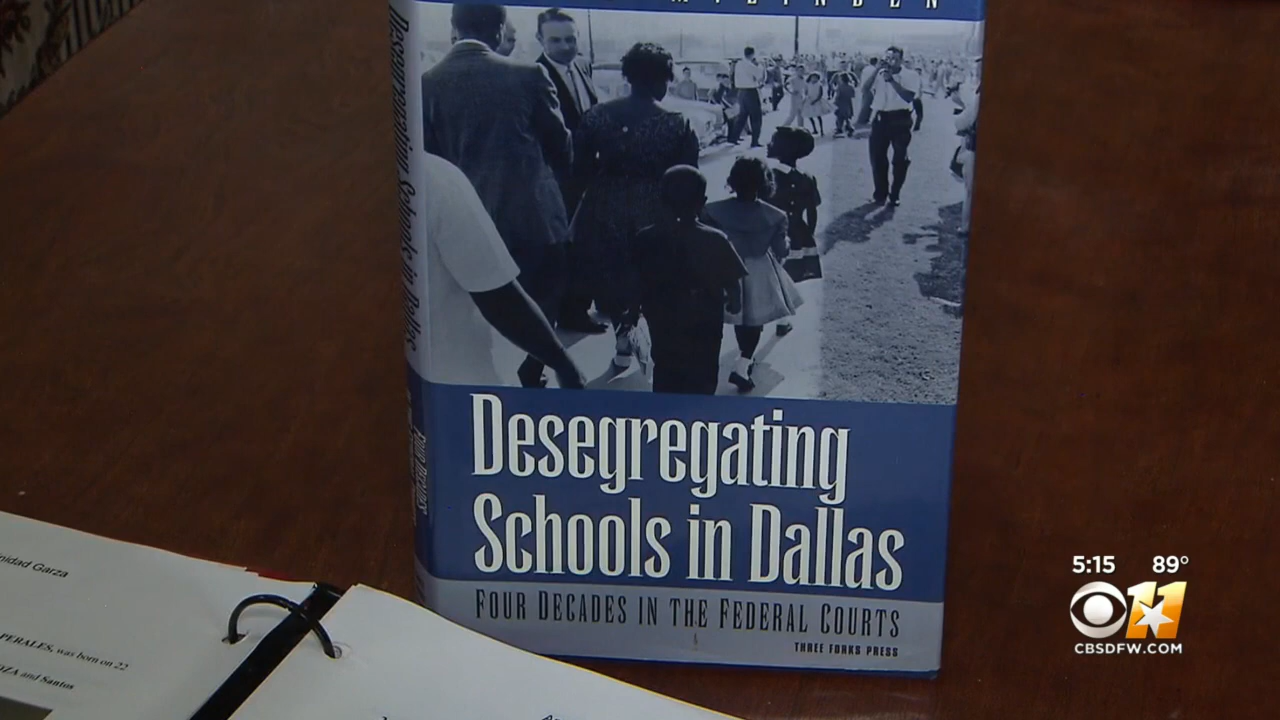 Desegregating Schools in Dallas
Desegregating
Schools in Dallas
FOUR DECADES IN THE FEDERAL COURTS
THREE FORKS PRESS
Garza
PERALES, was born on 22
and Santos
5:15 89°
11
CBSDFW.COM